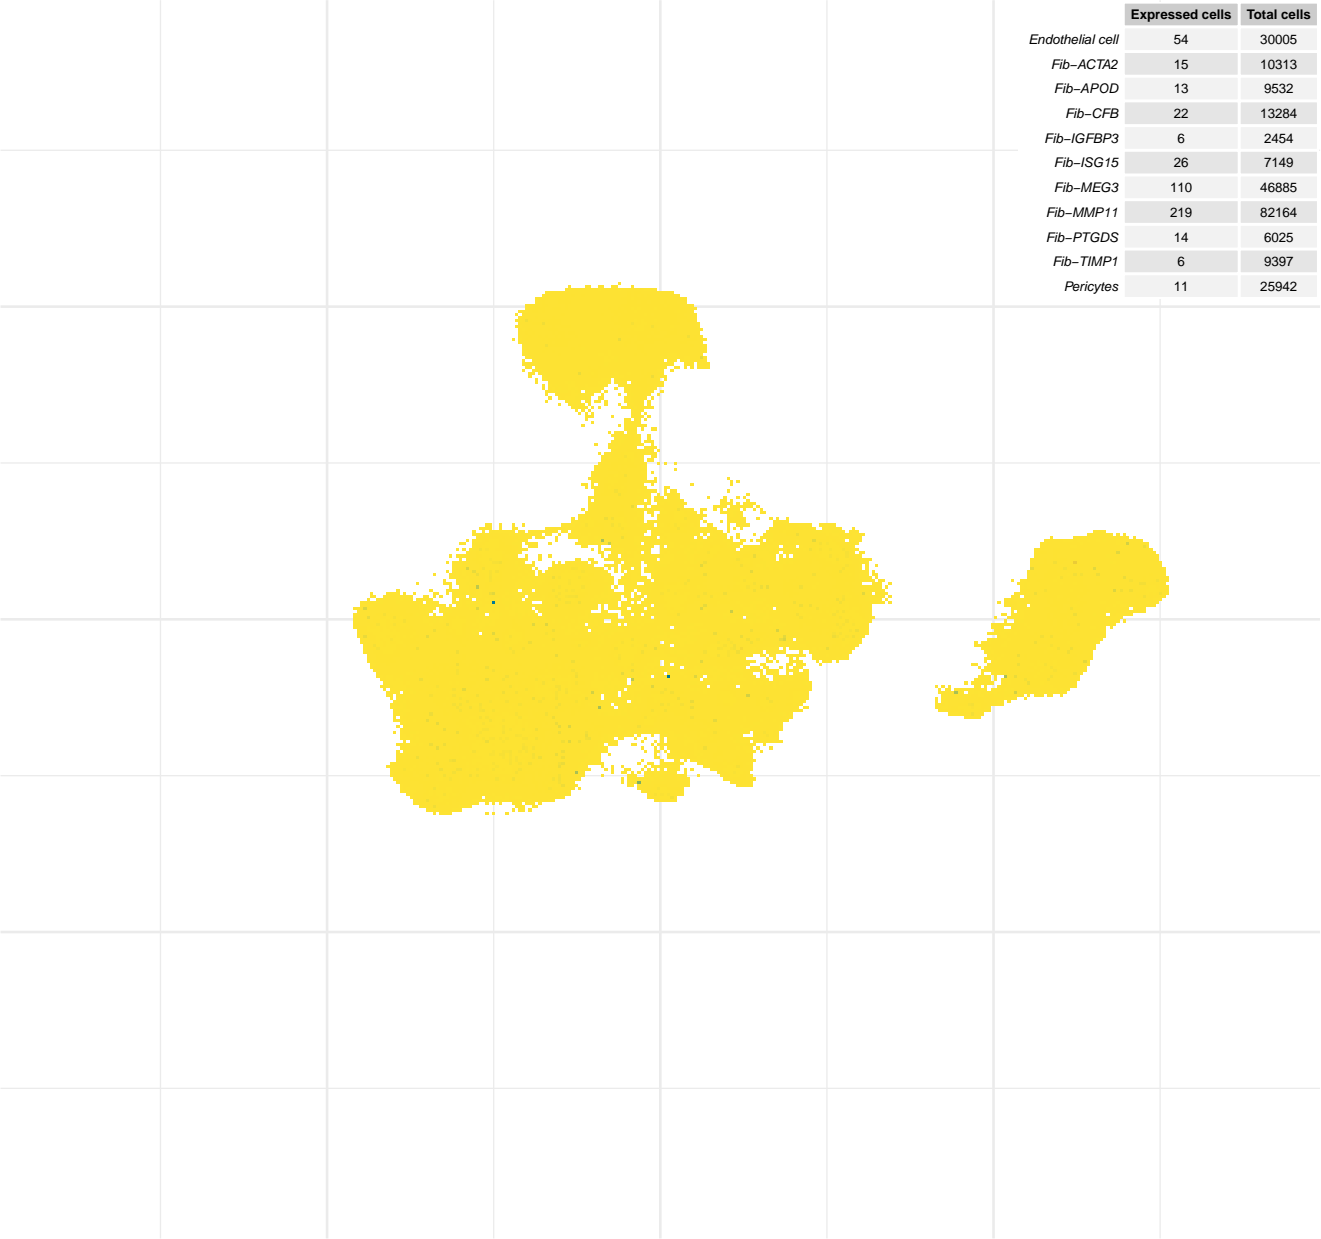 Expressed cells Total cells
Endothelial cell 54 30005
Fib−ACTA2 15 10313
Fib−APOD 13 9532
Fib−CFB 22 13284
Fib−IGFBP3 6 2454
Fib−ISG15 26 7149
Fib−MEG3 110 46885
Fib−MMP11 219 82164
Fib−PTGDS 14 6025
Fib−TIMP1 6 9397
Pericytes 11 25942